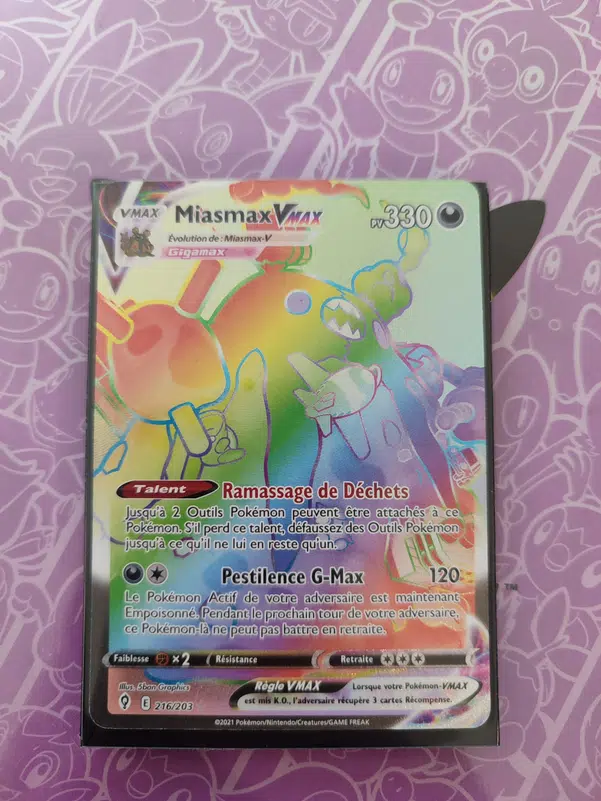 VMAX
Miasmax VMAX
PV 330
Évolution de : Miasmax-V
Gigamax
Talent Ramassage de Déchets
Jusqu'à 2 Outils Pokémon peuvent être attachés à ce
Pokémon. S'il perd ce talent, défaussez des Outils Pokémon
jusqu'à ce qu'il ne lui en reste qu'un.
Pestilence G-Max 120
Le Pokémon Actif de votre adversaire est maintenant
Empoisonné. Pendant le prochain tour de votre adversaire,
ce Pokémon-là ne peut pas battre en retraite.
Faiblesse ×2 Résistance Retraite
Illus. 5ban Graphics
E 216/203
Règle VMAX Lorsque votre Pokémon-VMAX
est mis K.O., l'adversaire récupère 3 cartes Récompense.
©2021 Pokémon/Nintendo/Creatures/GAME FREAK
TM